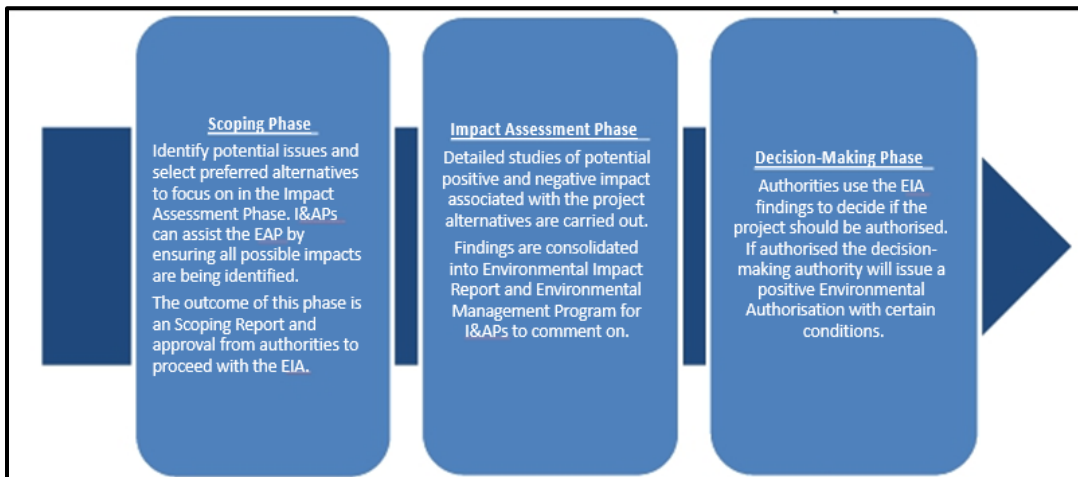 Scoping Phase
Identify potential issues and
select preferred alternatives
to focus on in the Impact
Assessment Phase. I&APs
can assist the EAP by
ensuring all possible impacts
are being identified.
The outcome of this phase is
an Scoping Report and
approval from authorities to
proceed with the EIA.
Impact Assessment Phase
Detailed studies of potential
positive and negative impact
associated with the project
alternatives are carried out.
Findings are consolidated
into Environmental Impact
Report and Environmental
Management Program for
I&APs to comment on.
Decision-Making Phase
Authorities use the EIA
findings to decide if the
project should be authorised.
If authorised the decision-
making authority will issue a
positive Environmental
Authorisation with certain
conditions.